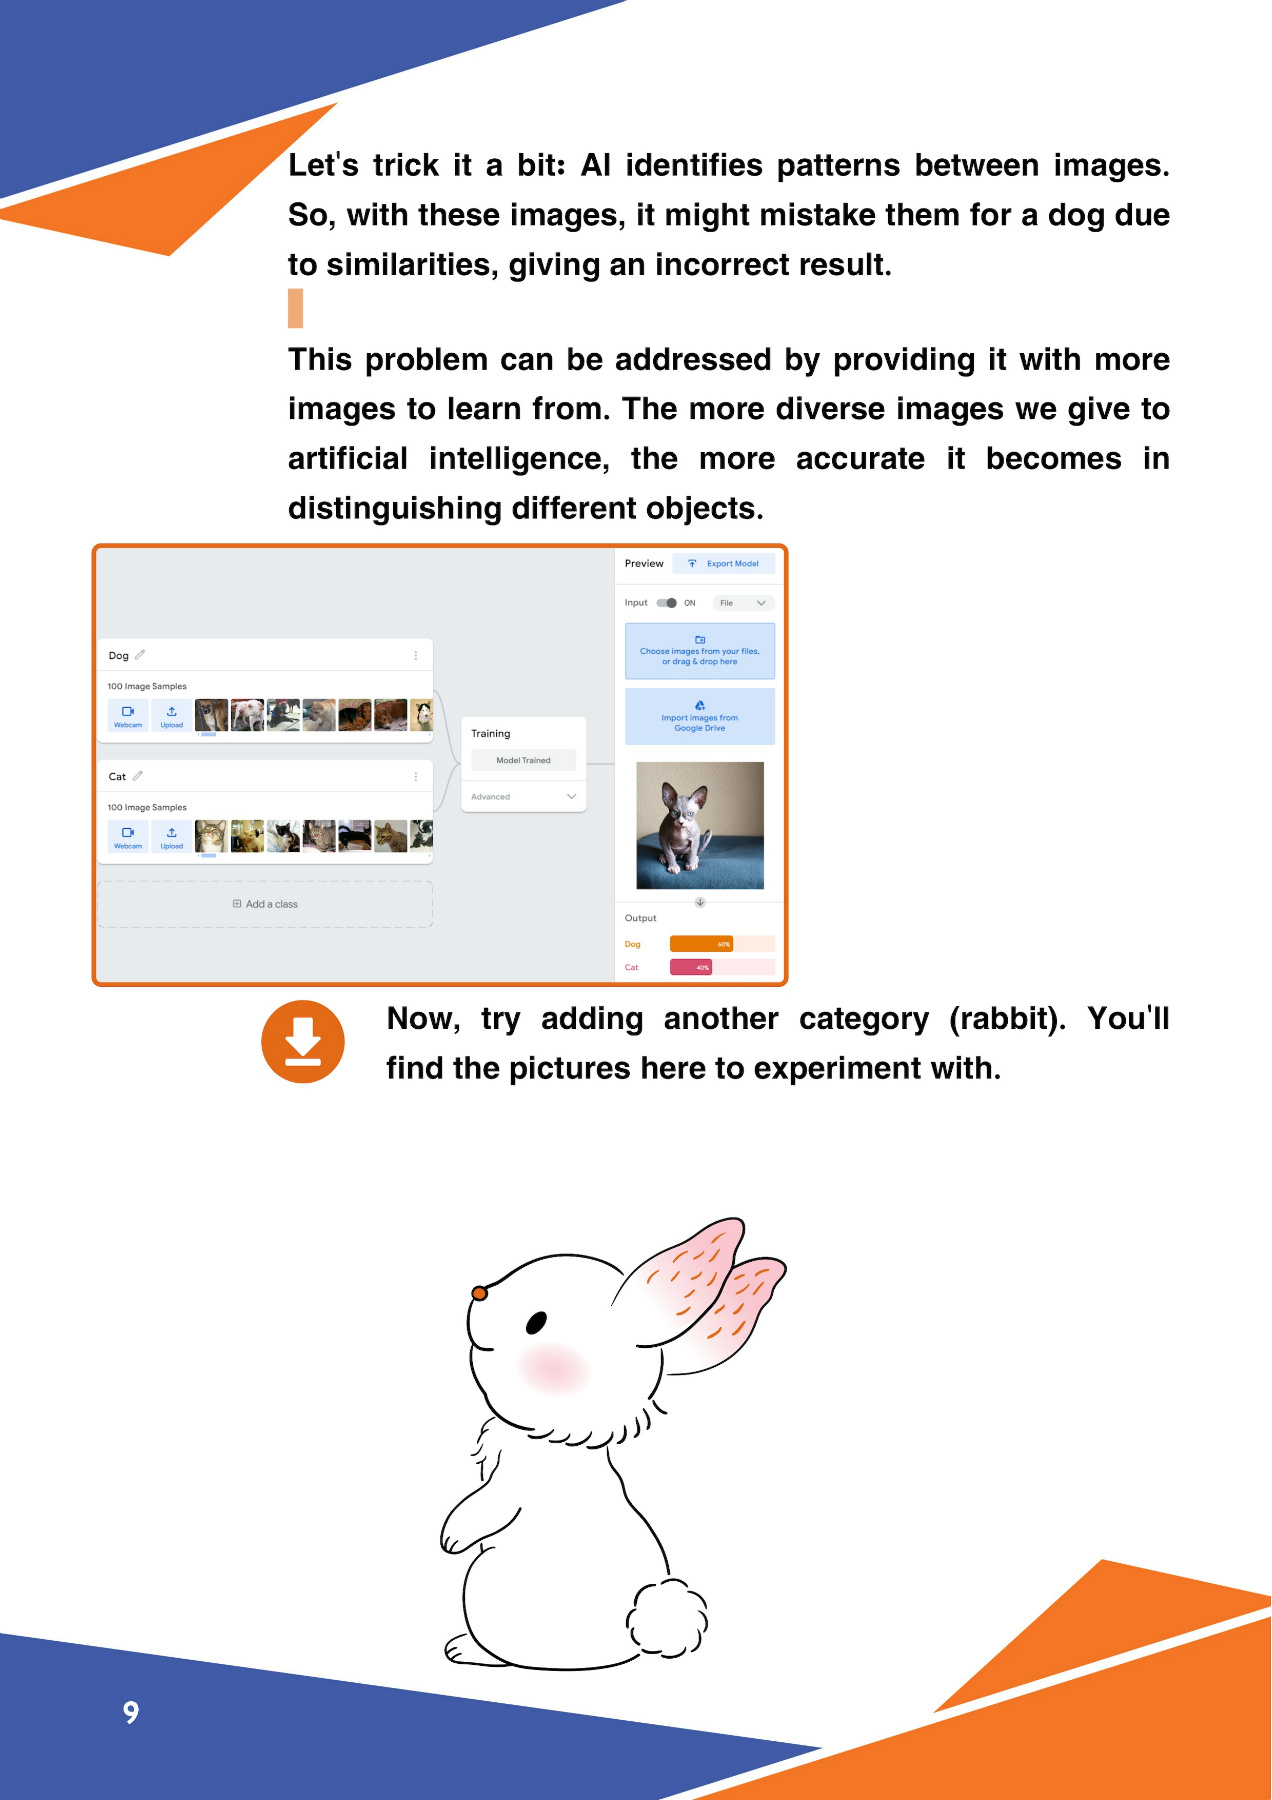 Let's trick it a bit: AI identifies patterns between images.
So, with these images, it might mistake them for a dog due
to similarities, giving an incorrect result.
This problem can be addressed by providing it with more
images to learn from. The more diverse images we give to
artificial intelligence, the more accurate it becomes in
distinguishing different objects.
Dog
100 Image Samples
Webcam
Upload
Cat
100 Image Samples
Webcam
Upload
Add a class
Training
Model Trained
Advanced
Preview
Export Model
Input
ON
File
Choose images from your files,
or drag & drop here
Import images from
Google Drive
Output
Dog
60%
Cat
40%
Now, try adding another category (rabbit). You'll
find the pictures here to experiment with.
9